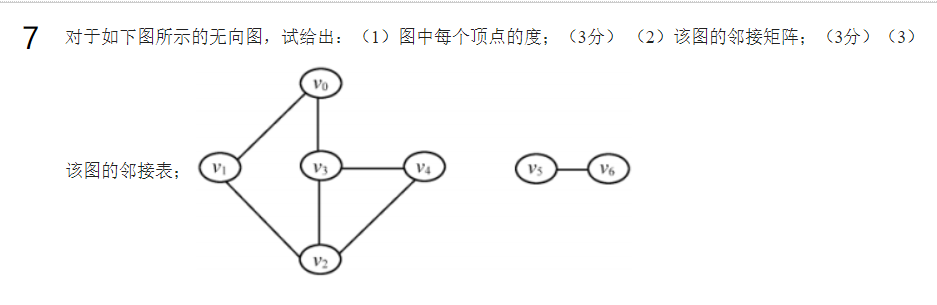 7 对于如下图所示的无向图，试给出：（1）图中每个顶点的度；（3分）（2）该图的邻接矩阵；（3分）（3）
v0
该图的邻接表； v1 v3 v4 v5 v6
v2